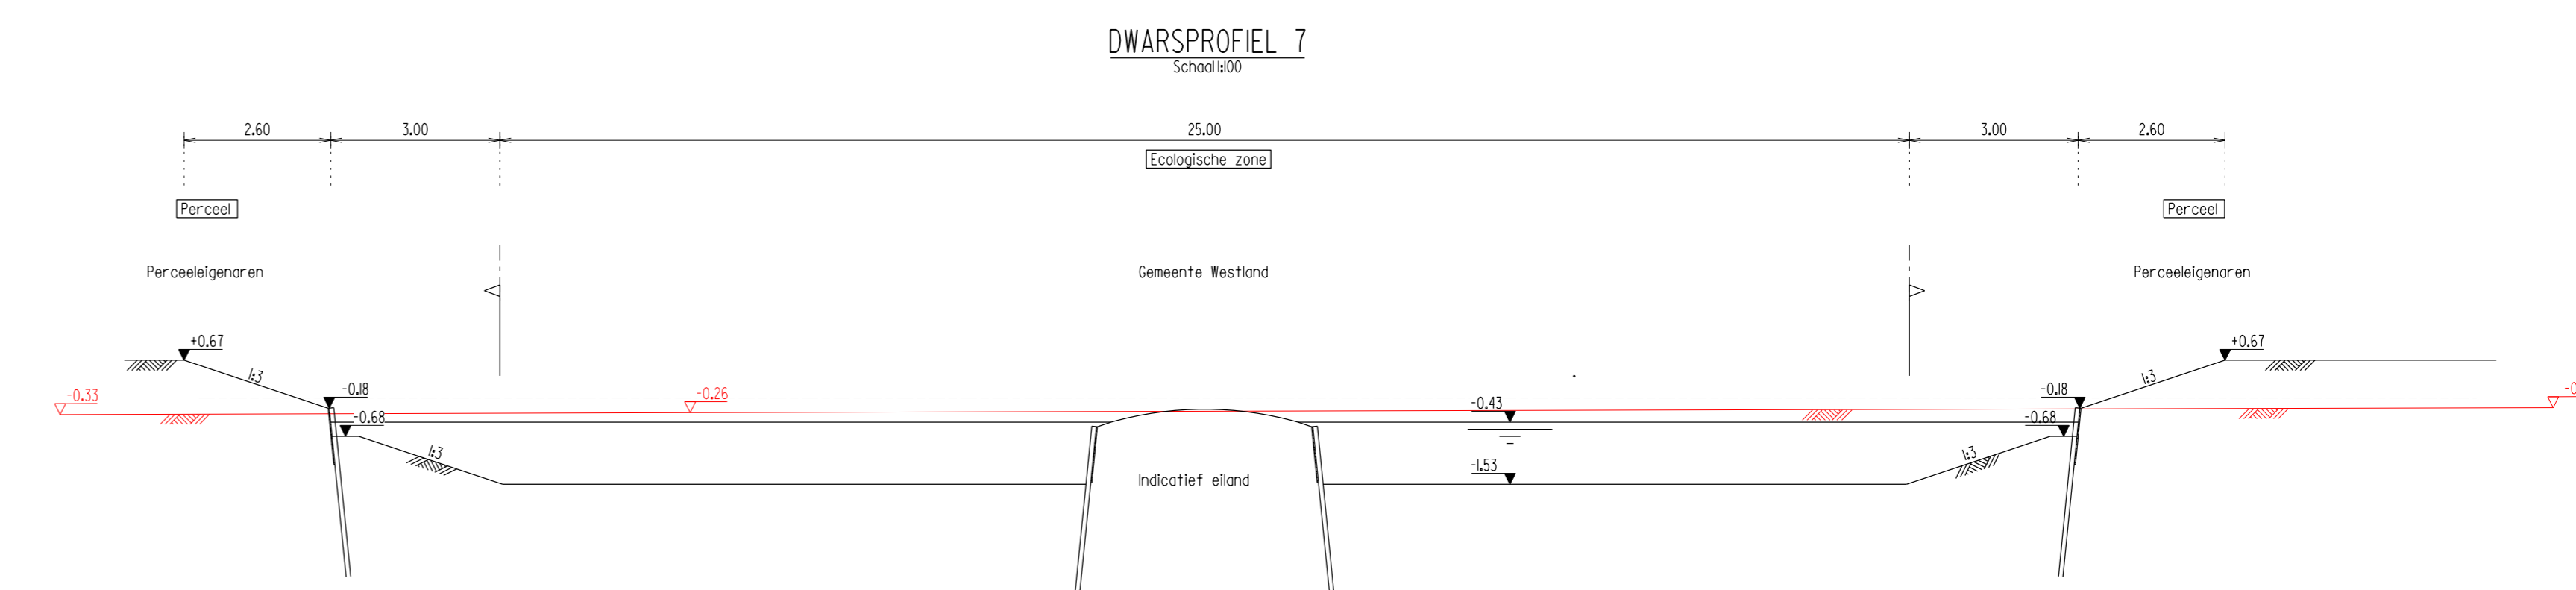 DWARSPROFIEL 7
Schaal 1:100
2.60 3.00 25.00 3.00 2.60
Ecologische zone
Perceel Perceel
Perceeleigenaren Gemeente Westland Perceeleigenaren
+0.67 +0.67
1:3 1:3
-0.33 -0.18 -0.26 -0.43 -0.18
-0.68 -0.68
1:3 1:3
-1.53
Indicatief eiland